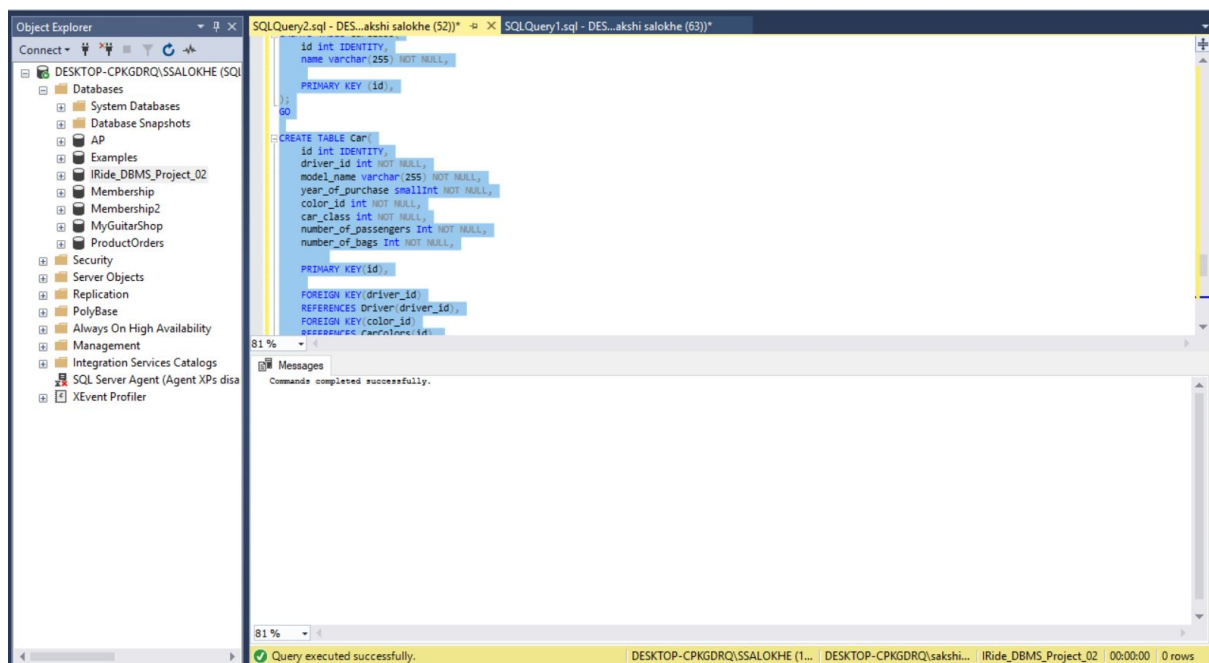 Object Explorer
Connect
DESKTOP-CPKGDRQ\SSALOKHE (SQL
Databases
System Databases
Database Snapshots
AP
Examples
IRide_DBMS_Project_02
Membership
Membership2
MyGuitarShop
ProductOrders
Security
Server Objects
Replication
PolyBase
Always On High Availability
Management
Integration Services Catalogs
SQL Server Agent (Agent XPs disa
XEvent Profiler
SQLQuery2.sql - DES...akshi salokhe (52))* SQLQuery1.sql - DES...akshi salokhe (63))*
id int IDENTITY,
name varchar(255) NOT NULL,
PRIMARY KEY (id),
);
GO
CREATE TABLE Car(
id int IDENTITY,
driver_id int NOT NULL,
model_name varchar(255) NOT NULL,
year_of_purchase smallInt NOT NULL,
color_id int NOT NULL,
car_class int NOT NULL,
number_of_passengers Int NOT NULL,
number_of_bags Int NOT NULL,
PRIMARY KEY(id),
FOREIGN KEY(driver_id)
REFERENCES Driver(driver_id),
FOREIGN KEY(color_id)
REFERENCES CarColors(id)
81 %
Messages
Commands completed successfully.
81 %
Query executed successfully. DESKTOP-CPKGDRQ\SSALOKHE (1... DESKTOP-CPKGDRQ\sakshi... IRide_DBMS_Project_02 00:00:00 0 rows